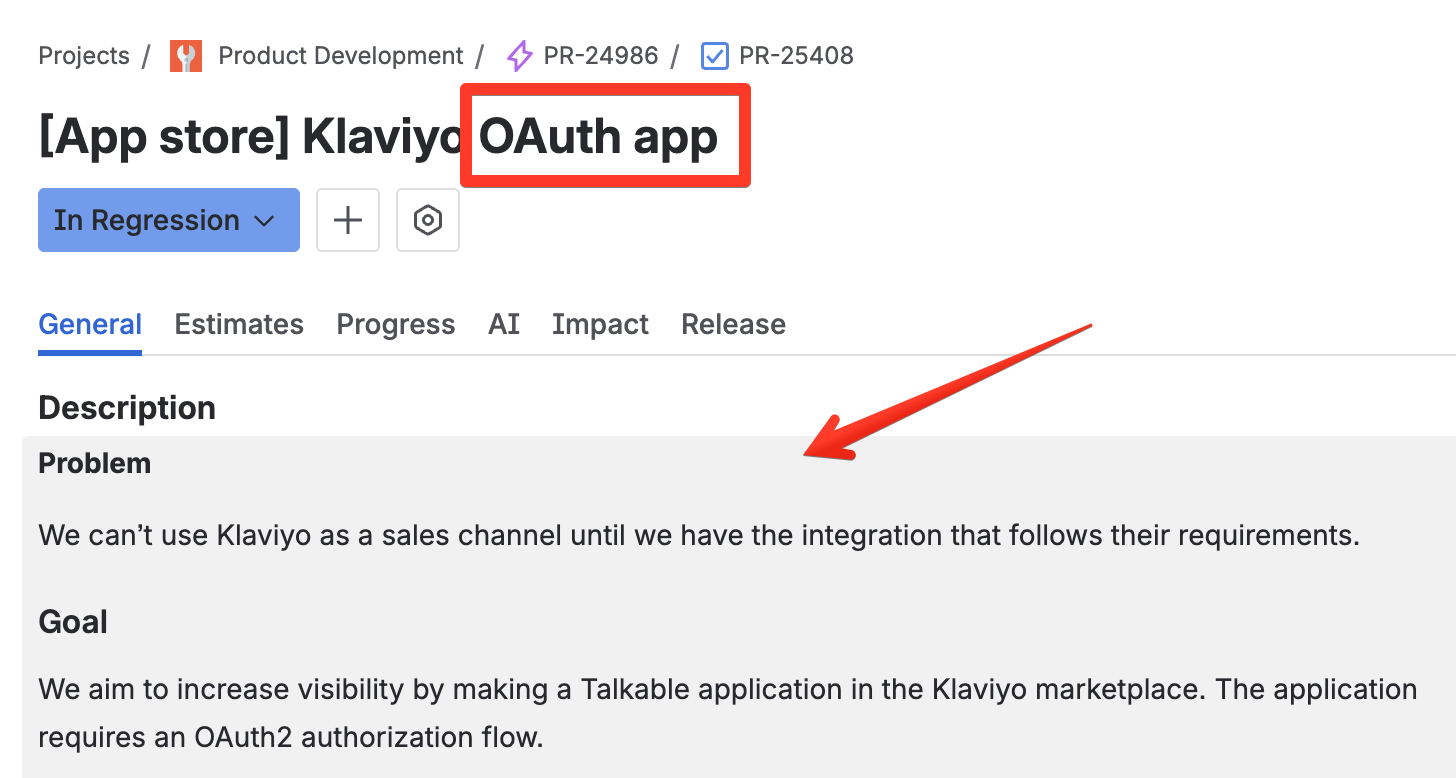 Projects / Product Development / PR-24986 / PR-25408
[App store] Klaviyo OAuth app
In Regression
General Estimates Progress AI Impact Release
Description
Problem
We can’t use Klaviyo as a sales channel until we have the integration that follows their requirements.
Goal
We aim to increase visibility by making a Talkable application in the Klaviyo marketplace. The application
requires an OAuth2 authorization flow.